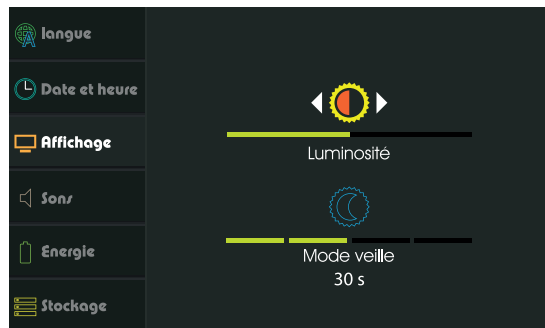 langue
Date et heure
Affichage
Sons
Energie
Stockage
Luminosité
Mode veille
30 s